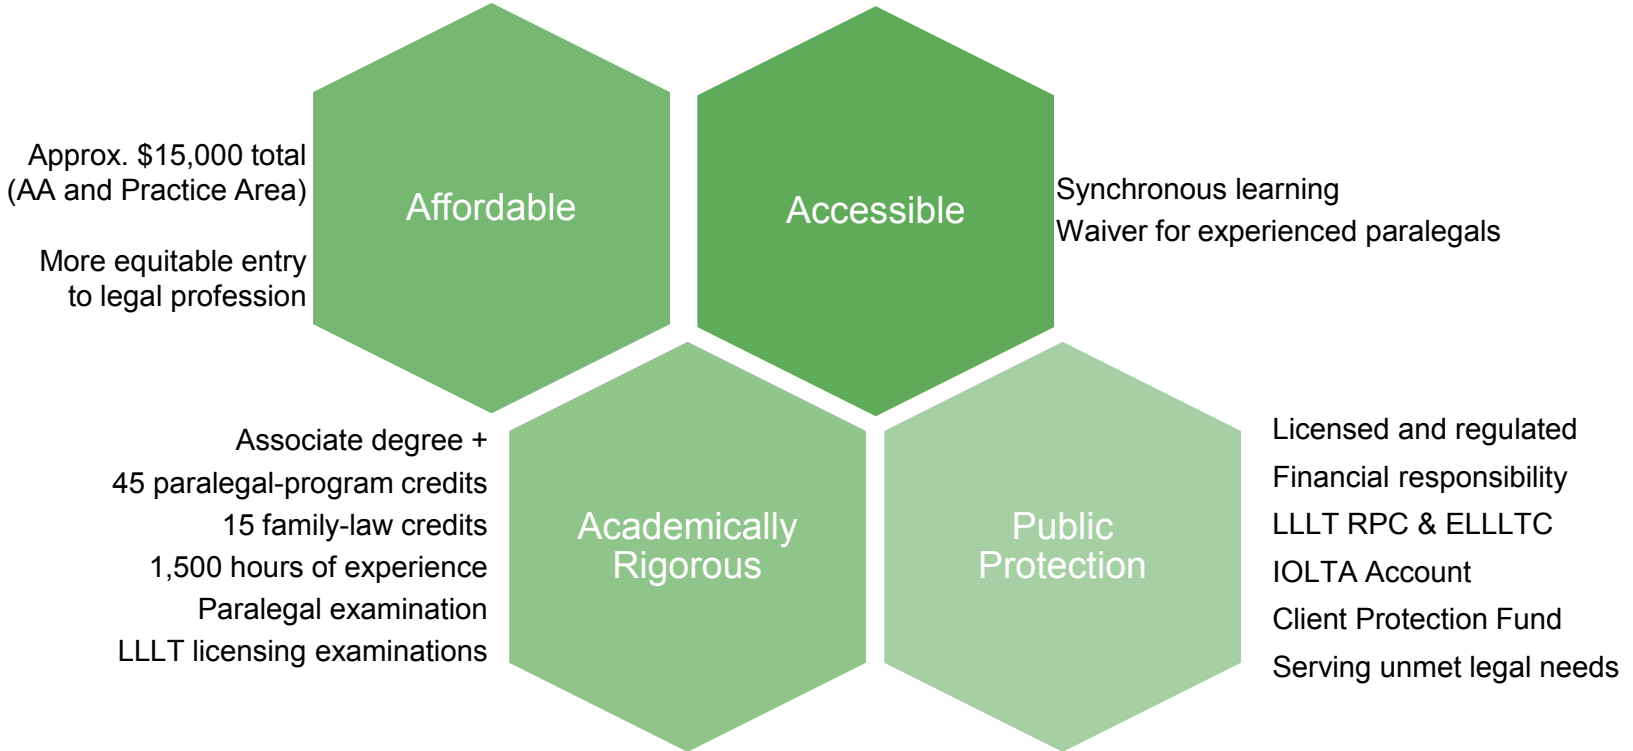 Approx. $15,000 total
(AA and Practice Area)
More equitable entry
to legal profession
Affordable
Accessible
Synchronous learning
Waiver for experienced paralegals
Associate degree +
45 paralegal-program credits
15 family-law credits
1,500 hours of experience
Paralegal examination
LLLT licensing examinations
Academically
Rigorous
Public
Protection
Licensed and regulated
Financial responsibility
LLLT RPC & ELLLTC
IOLTA Account
Client Protection Fund
Serving unmet legal needs